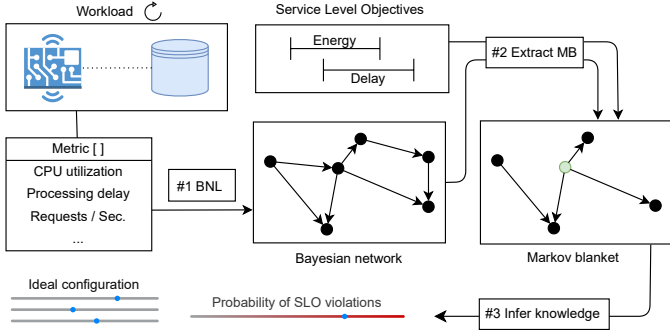 Workload
Service Level Objectives
Energy
Delay
#2 Extract MB
Metric [ ]
CPU utilization
Processing delay
Requests / Sec.
...
#1 BNL
Bayesian network
Markov blanket
Ideal configuration
Probability of SLO violations
#3 Infer knowledge